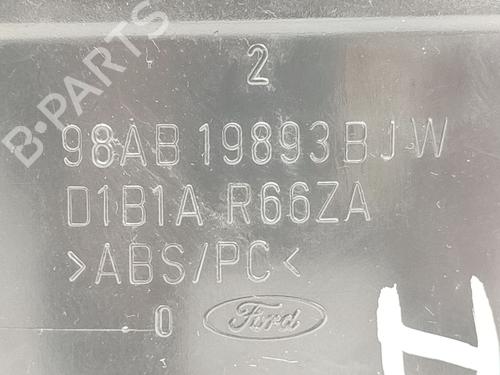 2
98AB 19893 BJW
D1B1A R66ZA
>ABS/PC<
0 Ford
B-PARTS